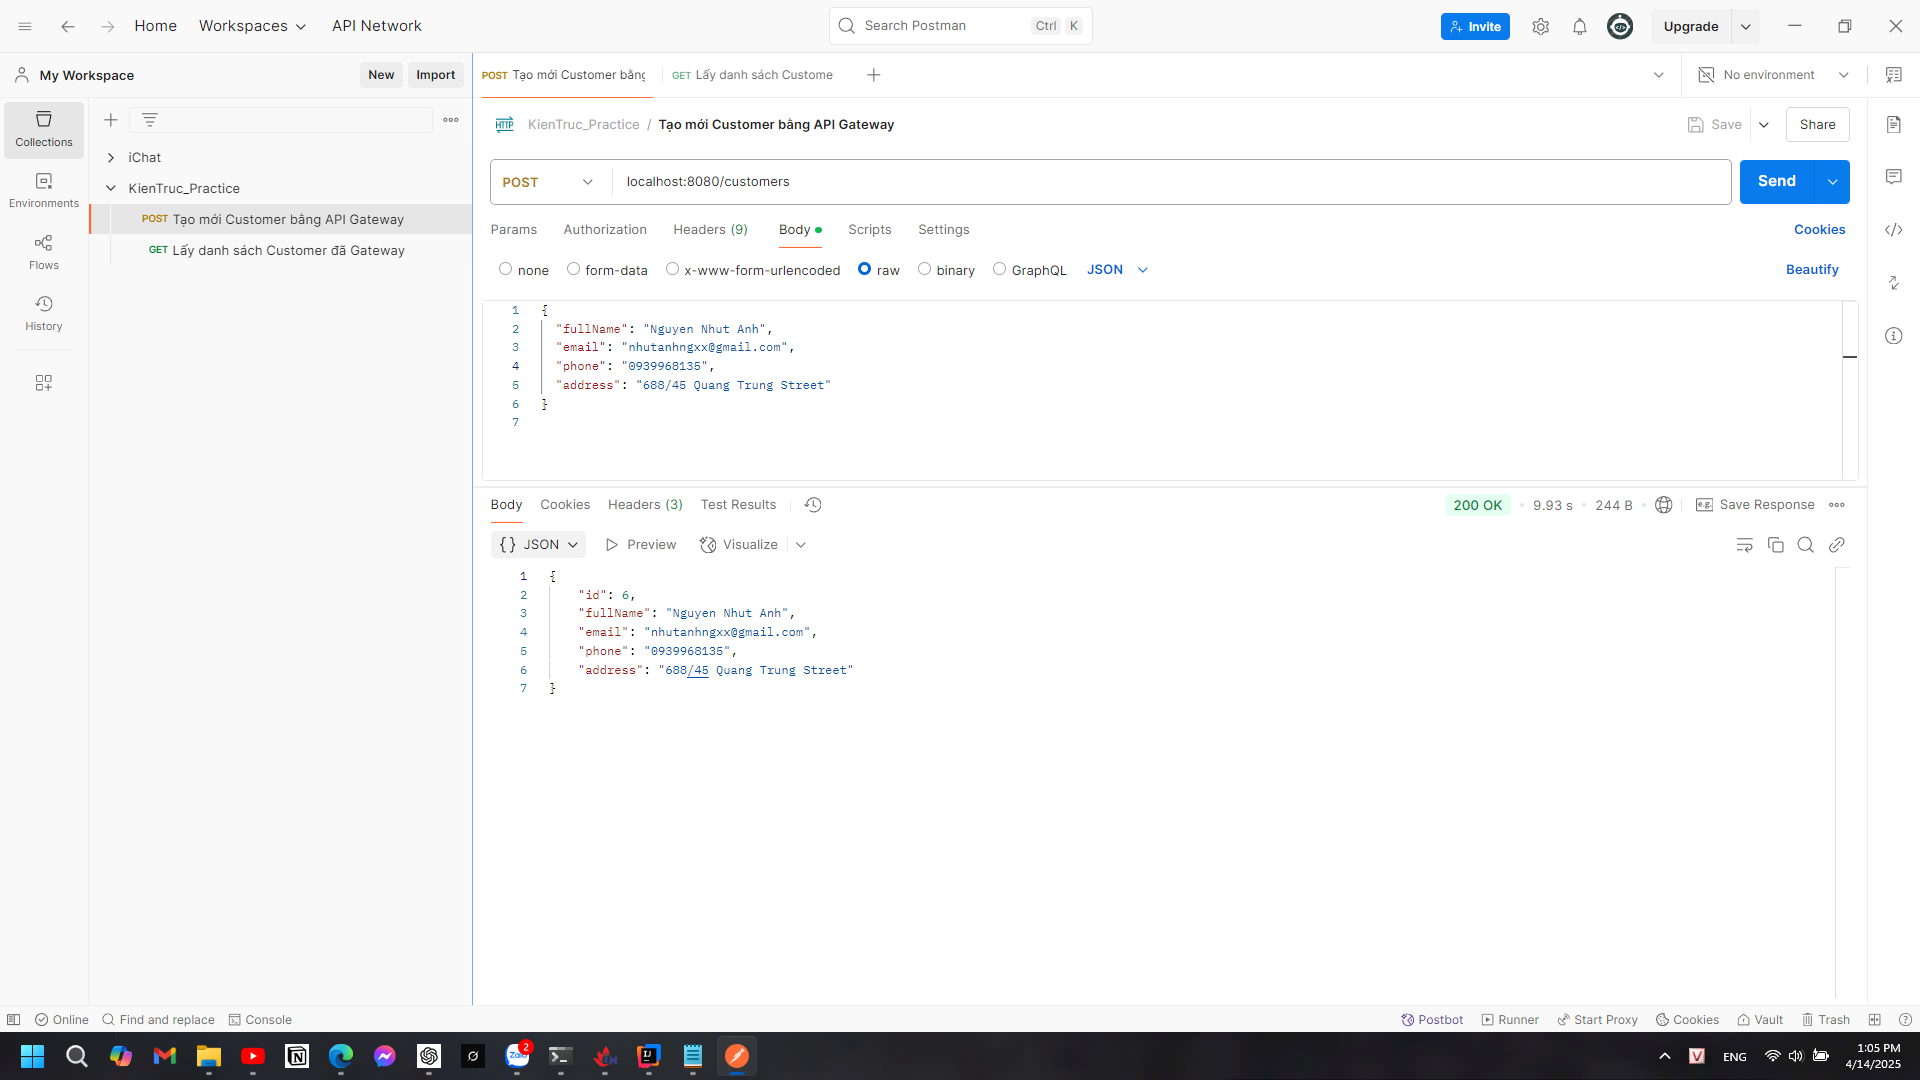 Home
Workspaces
API Network
Search Postman
Ctrl
K
Invite
Upgrade
My Workspace
New
Import
POST Tạo mới Customer bằng
GET Lấy danh sách Custome
No environment
Collections
Environments
Flows
History
iChat
KienTruc_Practice
POST Tạo mới Customer bằng API Gateway
GET Lấy danh sách Customer đã Gateway
HTTP
KienTruc_Practice / Tạo mới Customer bằng API Gateway
Save
Share
POST
localhost:8080/customers
Send
Params
Authorization
Headers (9)
Body
Scripts
Settings
Cookies
none
form-data
x-www-form-urlencoded
raw
binary
GraphQL
JSON
Beautify
1 {
2 "fullName": "Nguyen Nhut Anh",
3 "email": "nhutanhngxx@gmail.com",
4 "phone": "0939968135",
5 "address": "688/45 Quang Trung Street"
6 }
7
Body
Cookies
Headers (3)
Test Results
200 OK
9.93 s
244 B
e.g.
Save Response
{} JSON
Preview
Visualize
1 {
2 "id": 6,
3 "fullName": "Nguyen Nhut Anh",
4 "email": "nhutanhngxx@gmail.com",
5 "phone": "0939968135",
6 "address": "688/45 Quang Trung Street"
7 }
Online
Find and replace
Console
Postbot
Runner
Start Proxy
Cookies
Vault
Trash
Zalo
2
V
ENG
1:05 PM
4/14/2025